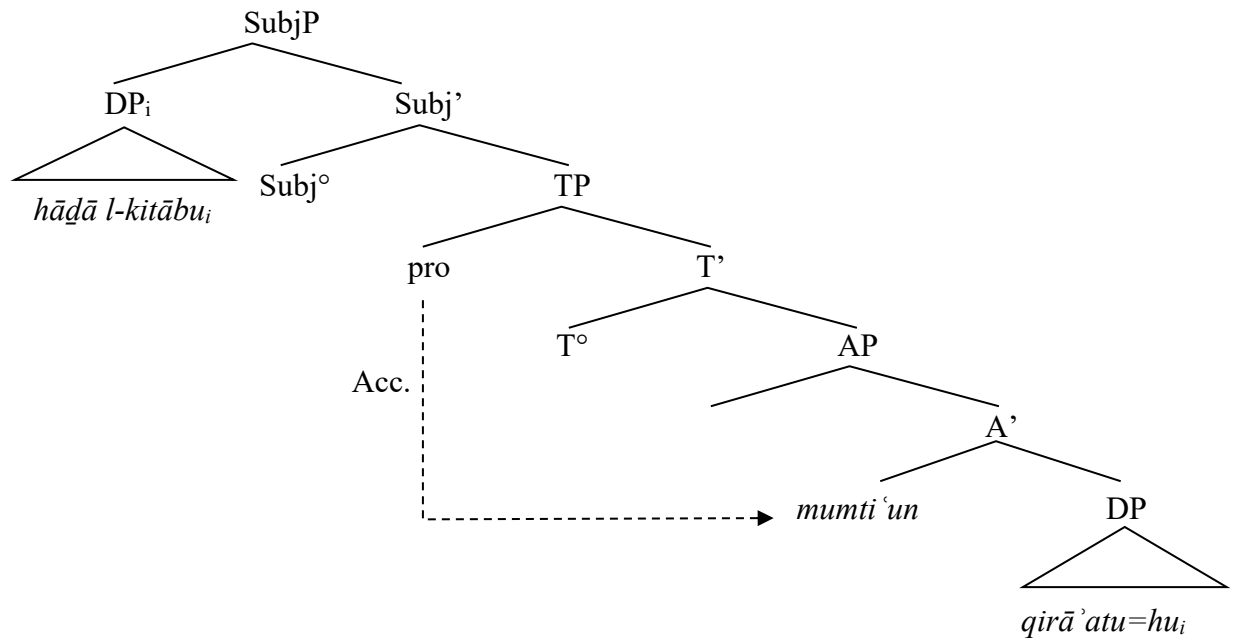 SubjP
DPi Subj’
hāḏā l-kitābui Subj° TP
pro T’
T° AP
Acc.
A’
mumtiʿun DP
qirāʾatu=hui